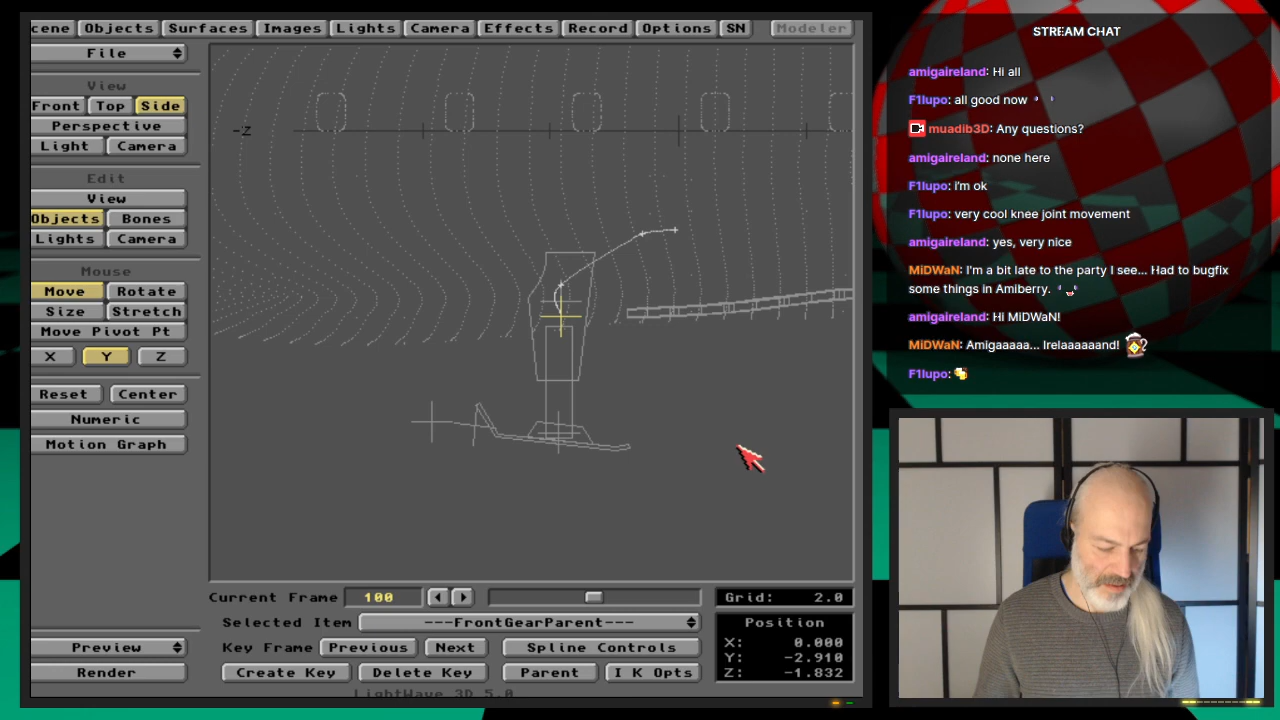 cene Objects Surfaces Images Lights Camera Effects Record Options SN Modeler
File
View
Front Top Side
Perspective
Light Camera
Edit
View
Objects Bones
Lights Camera
Mouse
Move Rotate
Size Stretch
Move Pivot Pt
X Y Z
Reset Center
Numeric
Motion Graph
Preview
Render
-Z
Current Frame 100
Grid: 2.0
Selected Item ---FrontGearParent---
Key Frame Previous Next Spline Controls
Create Key Delete Key Parent I K Opts
Position
X: 0.000
Y: -2.910
Z: -1.832
LightWave 3D 5.0
STREAM CHAT
amigaireland: Hi all
F1lupo: all good now
muadib3D: Any questions?
amigaireland: none here
F1lupo: i'm ok
F1lupo: very cool knee joint movement
amigaireland: yes, very nice
MiDWaN: I'm a bit late to the party I see... Had to bugfix
some things in Amiberry.
amigaireland: Hi MiDWaN!
MiDWaN: Amigaaaaa... Irelaaaaaand!
F1lupo: